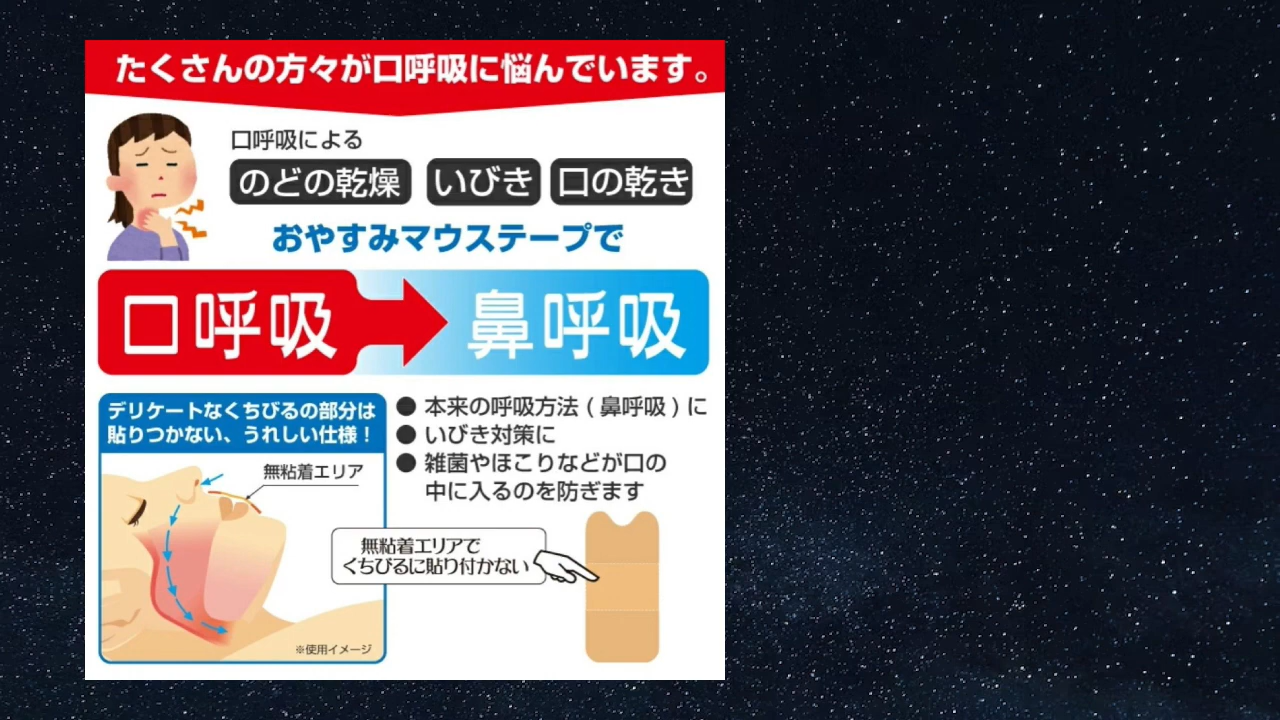 たくさんの方々が口呼吸に悩んでいます。
口呼吸による
のどの乾燥 いびき 口の乾き
おやすみマウステープで
口呼吸 鼻呼吸
デリケートなくちびるの部分は
貼りつかない、うれしい仕様！
無粘着エリア
※使用イメージ
● 本来の呼吸方法（鼻呼吸）に
● いびき対策に
● 雑菌やほこりなどが口の
中に入るのを防ぎます
無粘着エリアで
くちびるに貼り付かない